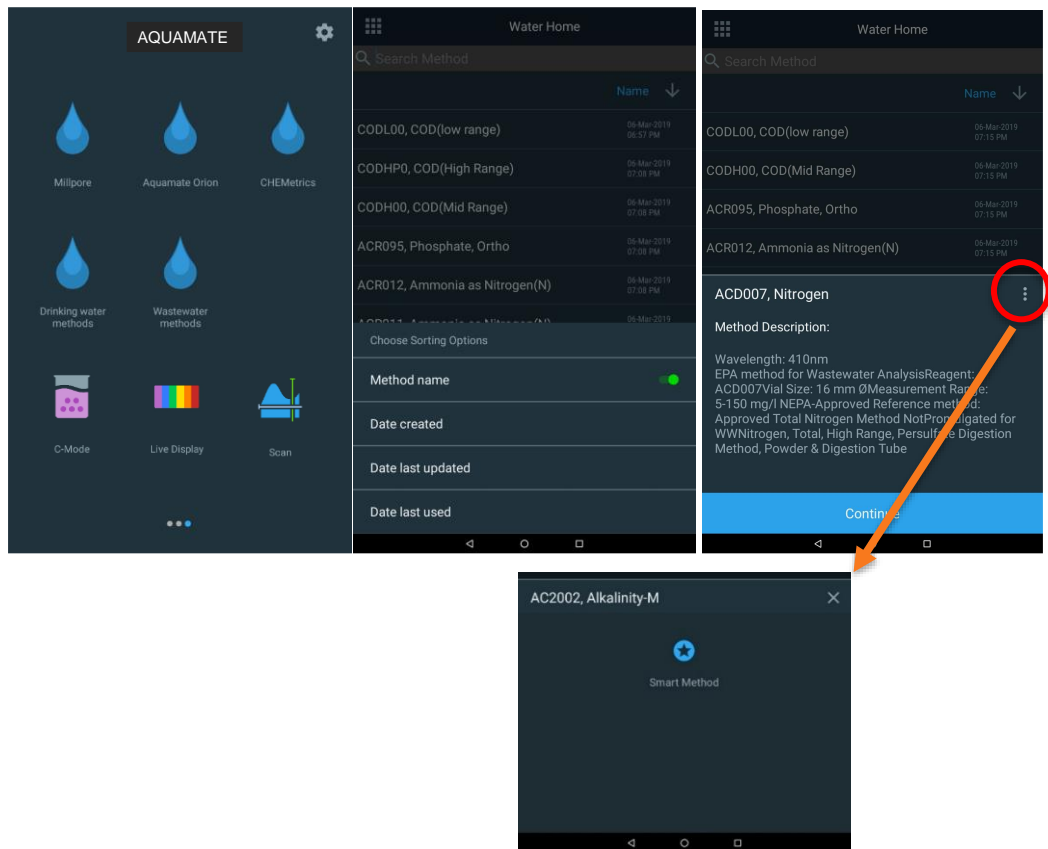 AQUAMATE
Millpore
Aquamate Orion
CHEMetrics
Drinking water
methods
Wastewater
methods
C-Mode
Live Display
Scan
Water Home
Search Method
Name
CODL00, COD(low range)
06-Mar-2019
06:57 PM
CODHP0, COD(High Range)
06-Mar-2019
07:08 PM
CODH00, COD(Mid Range)
06-Mar-2019
07:08 PM
ACR095, Phosphate, Ortho
06-Mar-2019
07:08 PM
ACR012, Ammonia as Nitrogen(N)
06-Mar-2019
07:08 PM
ACR011, Ammonia as Nitrogen(N)
06-Mar-2019
Choose Sorting Options
Method name
Date created
Date last updated
Date last used
Water Home
Search Method
Name
CODL00, COD(low range)
06-Mar-2019
07:15 PM
CODH00, COD(Mid Range)
06-Mar-2019
07:15 PM
ACR095, Phosphate, Ortho
06-Mar-2019
07:15 PM
ACR012, Ammonia as Nitrogen(N)
06-Mar-2019
07:15 PM
ACD007, Nitrogen
Method Description:
Wavelength: 410nm
EPA method for Wastewater AnalysisReagent:
ACD007Vial Size: 16 mm ØMeasurement Range:
5-150 mg/l NEPA-Approved Reference method:
Approved Total Nitrogen Method NotPromulgated for
WWNitrogen, Total, High Range, Persulfate Digestion
Method, Powder & Digestion Tube
Continue
AC2002, Alkalinity-M
Smart Method